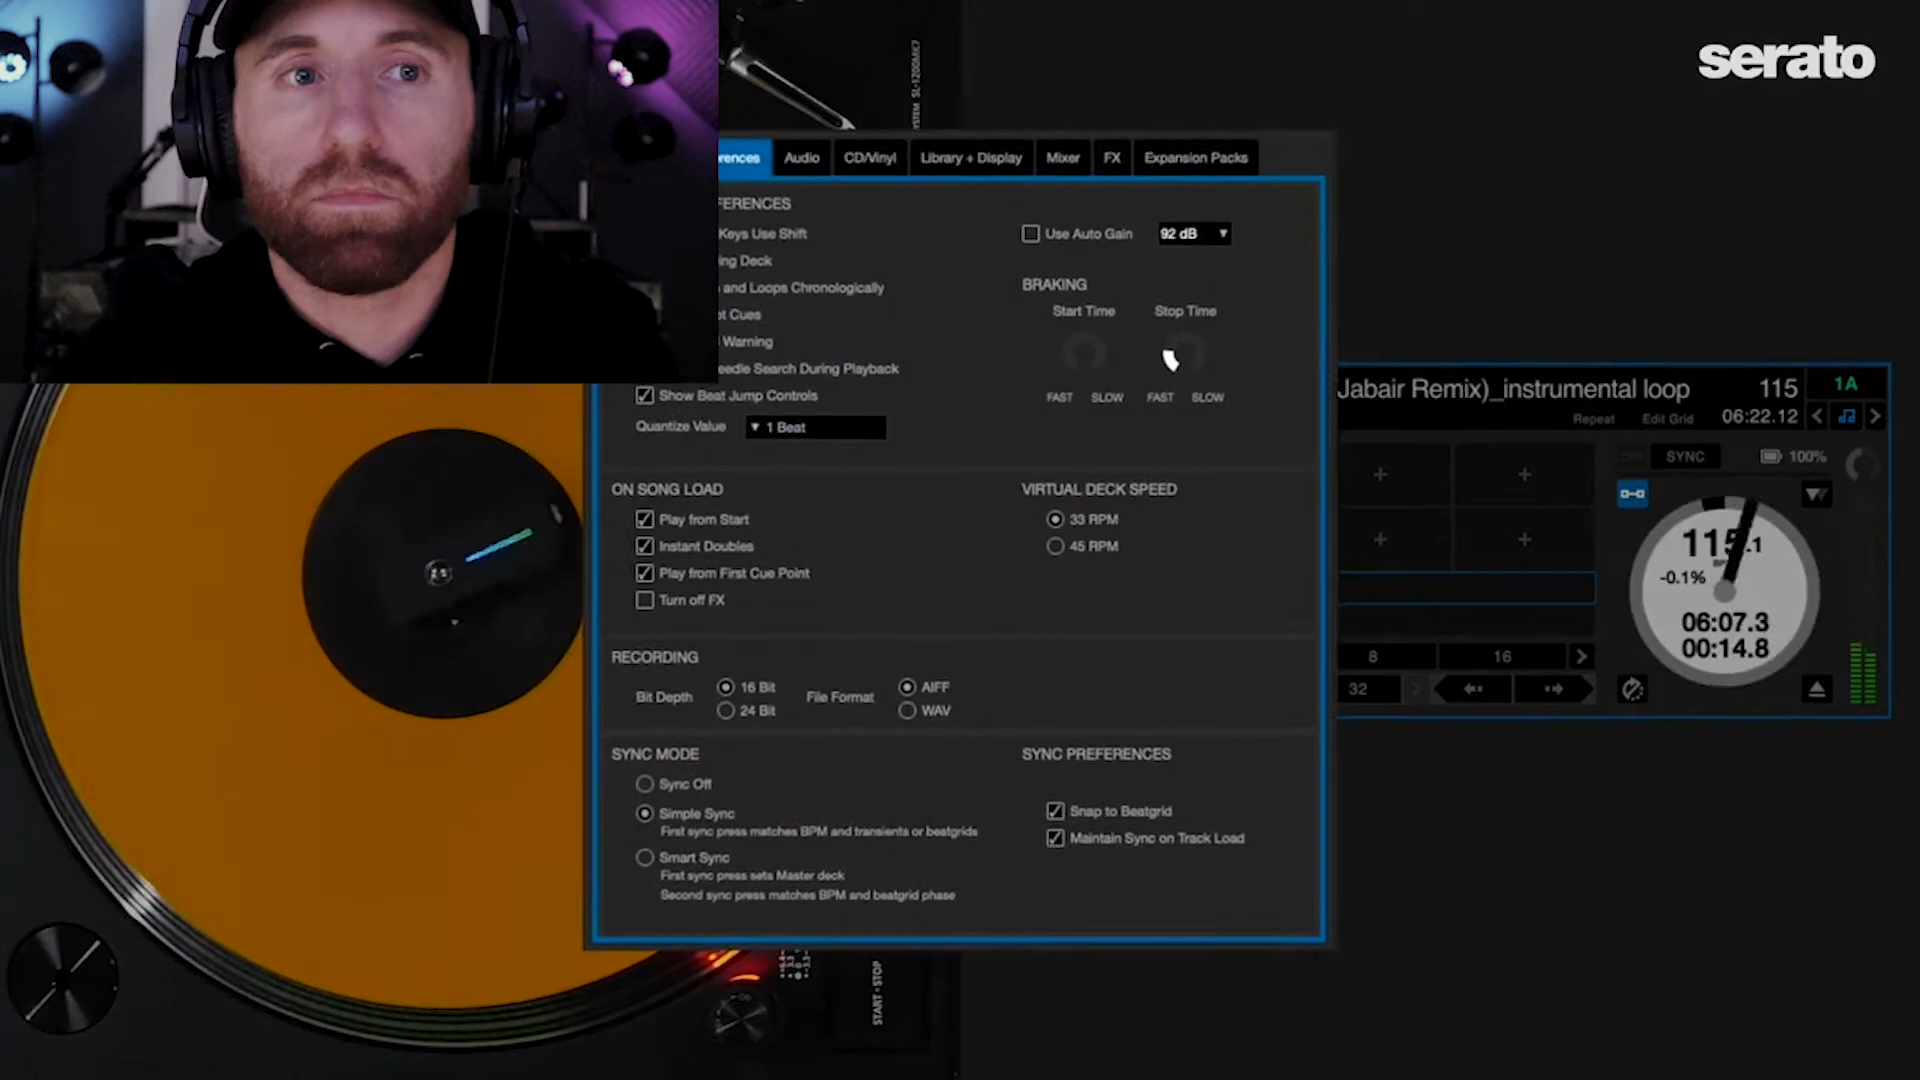 serato
SL-1200MK7
rences Audio CD/Vinyl Library + Display Mixer FX Expansion Packs
FERENCES
Keys Use Shift
ng Deck
and Loops Chronologically
t Cues
Warning
eedle Search During Playback
Show Beat Jump Controls
Quantize Value 1 Beat
Use Auto Gain 92 dB
BRAKING
Start Time Stop Time
FAST SLOW FAST SLOW
ON SONG LOAD
Play from Start
Instant Doubles
Play from First Cue Point
Turn off FX
VIRTUAL DECK SPEED
33 RPM
45 RPM
RECORDING
Bit Depth 16 Bit File Format AIFF
24 Bit WAV
SYNC MODE
Sync Off
Simple Sync
First sync press matches BPM and transients or beatgrids
Smart Sync
First sync press sets Master deck
Second sync press matches BPM and beatgrid phase
SYNC PREFERENCES
Snap to Beatgrid
Maintain Sync on Track Load
(Jabair Remix)_instrumental loop 115 1A
Repeat Edit Grid 06:22.12
SYNC 100%
115.1
-0.1%
06:07.3
00:14.8
8 16
32
START • STOP